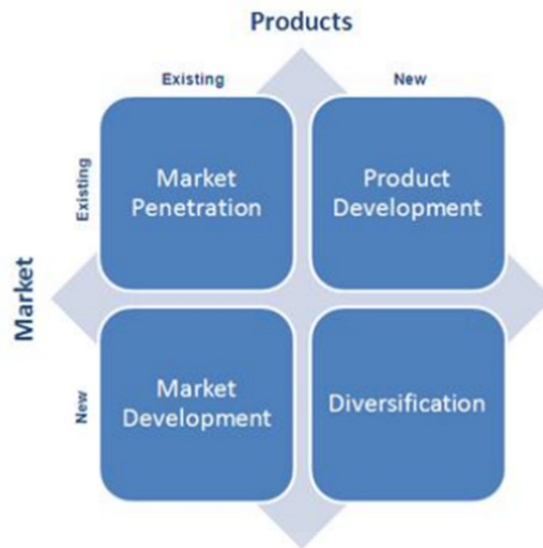 Products
Existing
New
Existing
Market
Penetration
Product
Development
Market
New
Market
Development
Diversification